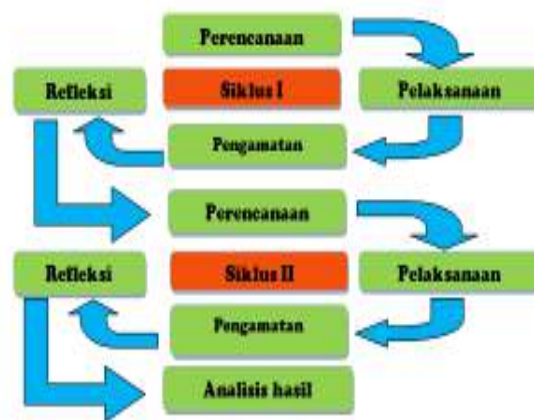 Perencanaan
Refleksi
Siklus I
Pelaksanaan
Pengamatan
Perencanaan
Refleksi
Siklus II
Pelaksanaan
Pengamatan
Analisis hasil